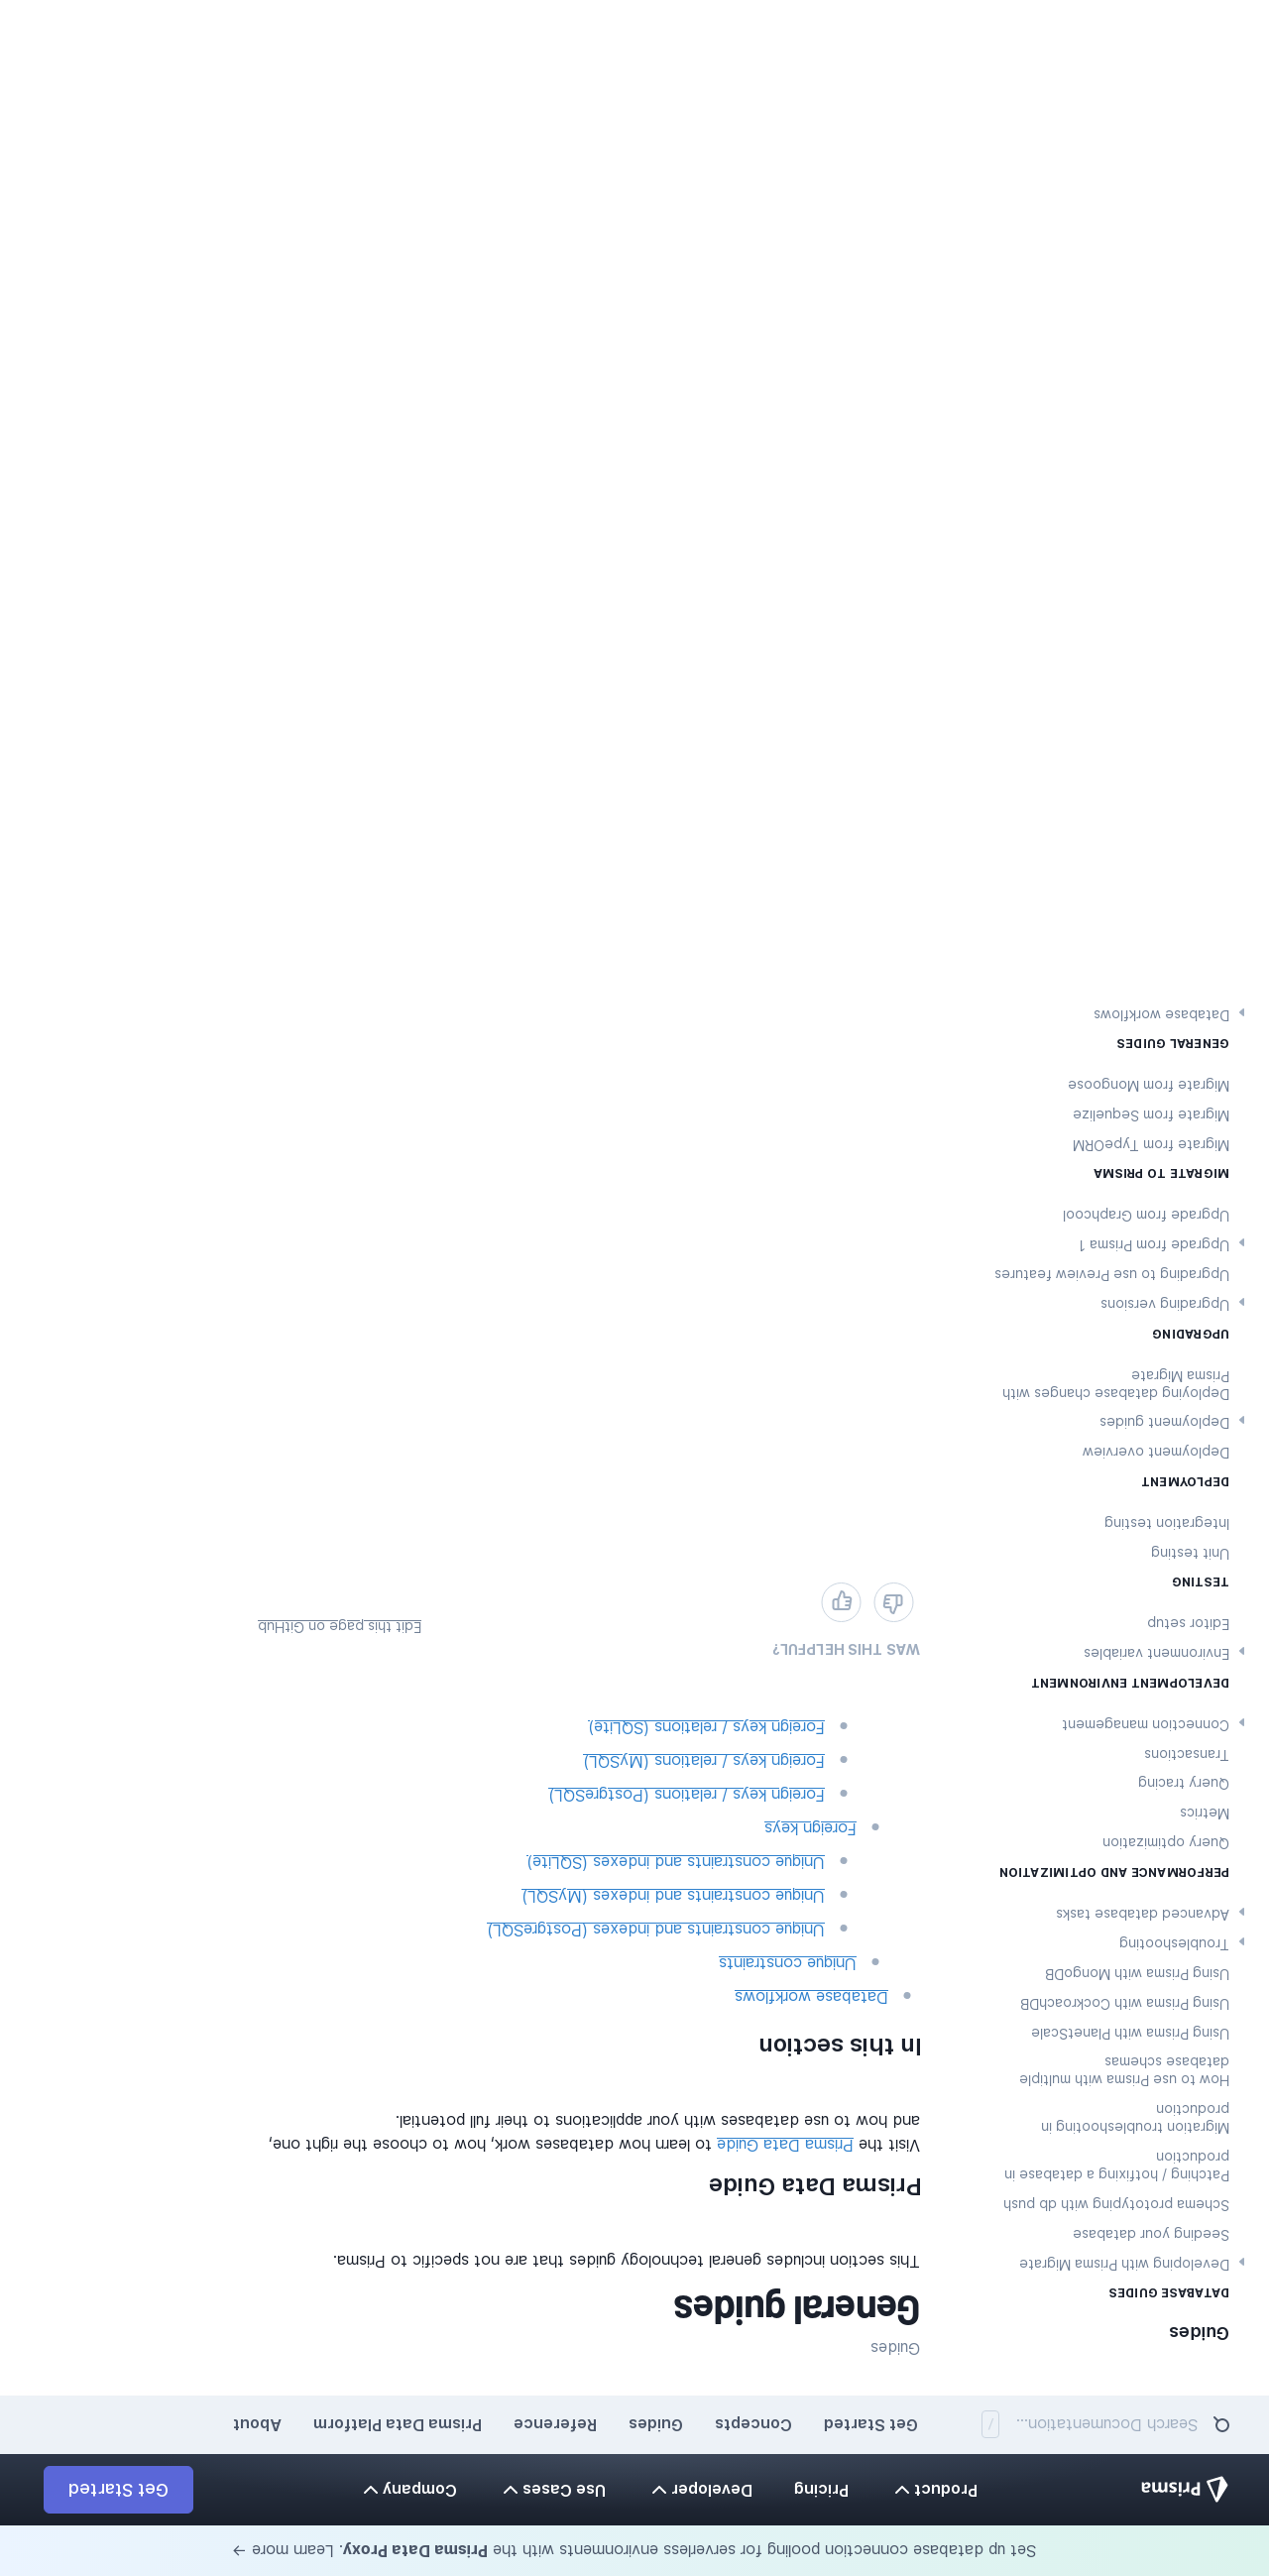 Set up database connection pooling for serverless environments with the Prisma Data Proxy. Learn more →
Prisma
Product
Pricing
Developer
Use Cases
Company
Get Started
Search Documentation...
/
Get Started
Concepts
Guides
Reference
Prisma Data Platform
About
Guides
DATABASE GUIDES
Developing with Prisma Migrate
Seeding your database
Schema prototyping with db push
Patching / hotfixing a database in
production
Migration troubleshooting in
production
How to use Prisma with multiple
database schemas
Using Prisma with PlanetScale
Using Prisma with CockroachDB
Using Prisma with MongoDB
Troubleshooting
Advanced database tasks
PERFORMANCE AND OPTIMIZATION
Query optimization
Metrics
Query tracing
Transactions
Connection management
DEVELOPMENT ENVIRONMENT
Environment variables
Editor setup
TESTING
Unit testing
Integration testing
DEPLOYMENT
Deployment overview
Deployment guides
Deploying database changes with
Prisma Migrate
UPGRADING
Upgrading versions
Upgrading to use Preview features
Upgrade from Prisma 1
Upgrade from Graphcool
MIGRATE TO PRISMA
Migrate from TypeORM
Migrate from Sequelize
Migrate from Mongoose
GENERAL GUIDES
Database workflows
Guides
General guides
This section includes general technology guides that are not specific to Prisma.
Prisma Data Guide
Visit the Prisma Data Guide to learn how databases work, how to choose the right one,
and how to use databases with your applications to their full potential.
In this section
Database workflows
Unique constraints
Unique constraints and indexes (PostgreSQL)
Unique constraints and indexes (MySQL)
Unique constraints and indexes (SQLite)
Foreign keys
Foreign keys / relations (PostgreSQL)
Foreign keys / relations (MySQL)
Foreign keys / relations (SQLite)
WAS THIS HELPFUL?
Edit this page on GitHub